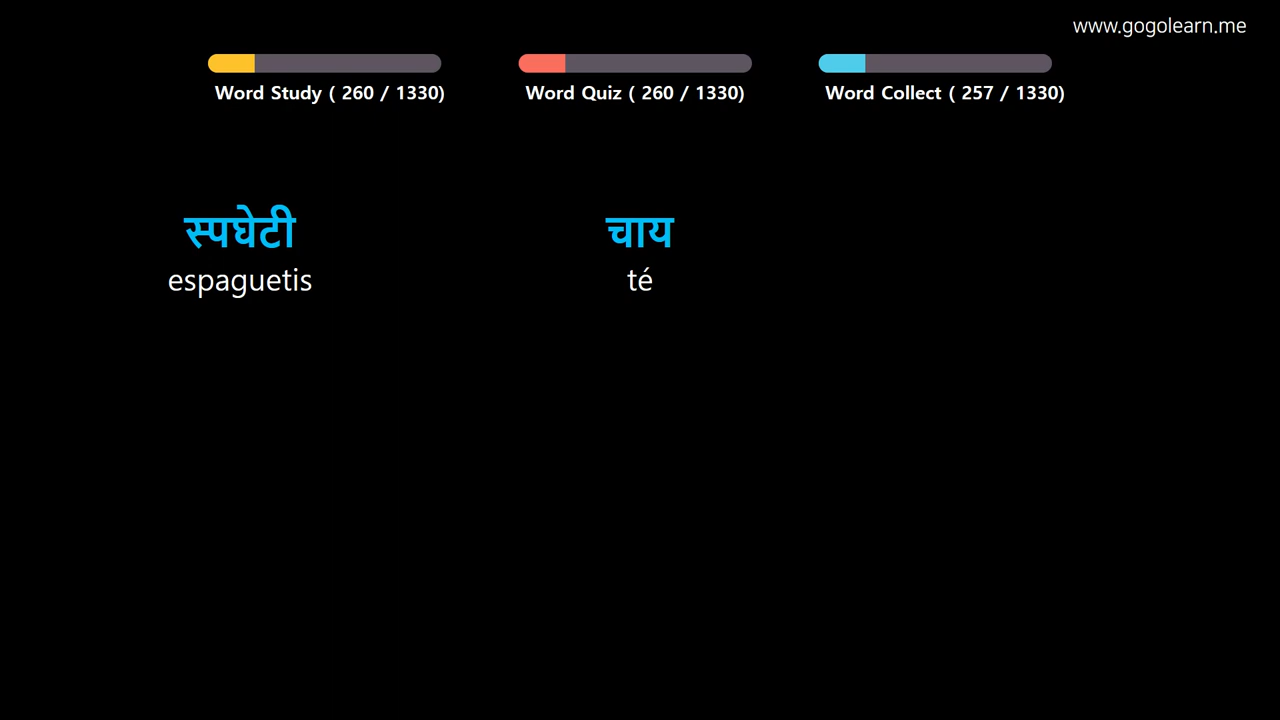 www.gogolearn.me
Word Study ( 260 / 1330)
Word Quiz ( 260 / 1330)
Word Collect ( 257 / 1330)
स्पघेटी
espaguetis
चाय
té